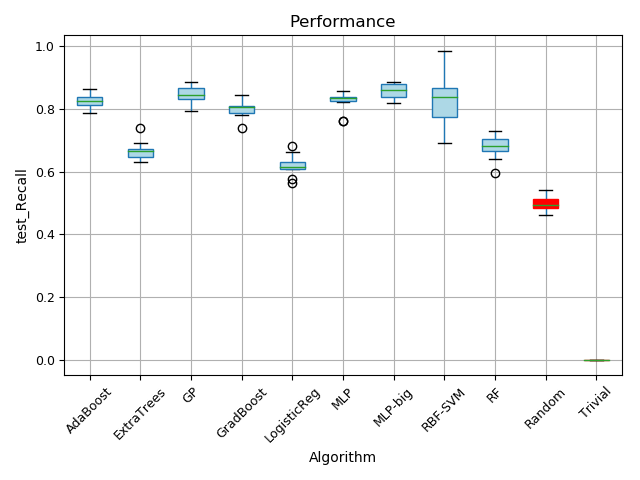 Performance
test_Recall
1.0
0.8
0.6
0.4
0.2
0.0
AdaBoost
ExtraTrees
GP
GradBoost
LogisticReg
MLP
MLP-big
RBF-SVM
RF
Random
Trivial
Algorithm